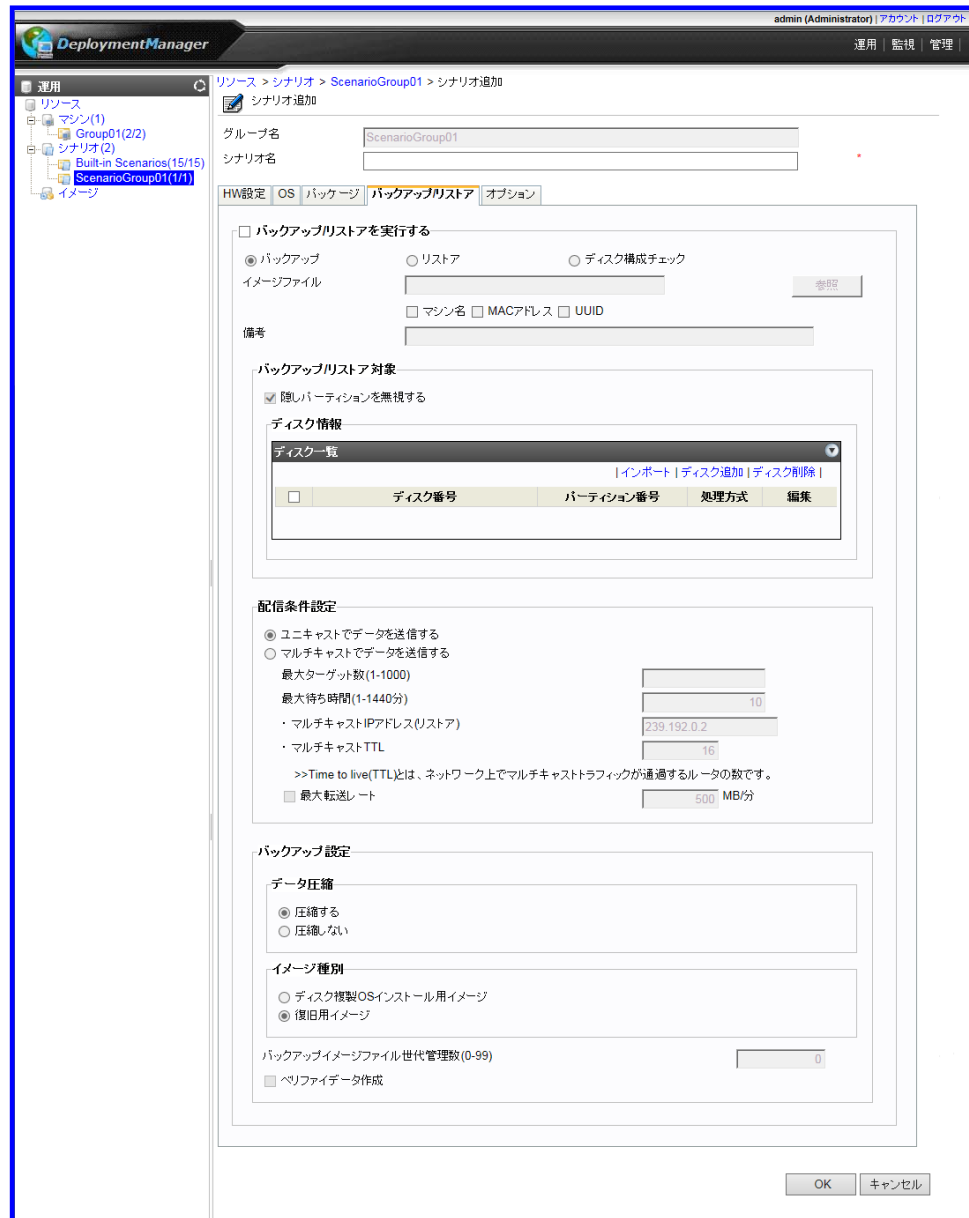 admin (Administrator) | アカウント | ログアウト
DeploymentManager
運用 | 監視 | 管理 |
運用
リソース
マシン(1)
Group01(2/2)
シナリオ(2)
Built-in Scenarios(15/15)
ScenarioGroup01(1/1)
イメージ
リソース > シナリオ > ScenarioGroup01 > シナリオ追加
シナリオ追加
グループ名 ScenarioGroup01
シナリオ名 *
HW設定 OS パッケージ バックアップ/リストア オプション
バックアップ/リストアを実行する
バックアップ リストア ディスク構成チェック
イメージファイル 参照
マシン名 MACアドレス UUID
備考
バックアップ/リストア対象
隠しパーティションを無視する
ディスク情報
ディスク一覧
| インポート | ディスク追加 | ディスク削除 |
ディスク番号 パーティション番号 処理方式 編集
配信条件設定
ユニキャストでデータを送信する
マルチキャストでデータを送信する
最大ターゲット数(1-1000)
最大待ち時間(1-1440分) 10
・マルチキャストIPアドレス(リストア) 239.192.0.2
・マルチキャストTTL 16
>>Time to live(TTL)とは、ネットワーク上でマルチキャストトラフィックが通過するルータの数です。
最大転送レート 500 MB/分
バックアップ設定
データ圧縮
圧縮する
圧縮しない
イメージ種別
ディスク複製OSインストール用イメージ
復旧用イメージ
バックアップイメージファイル世代管理数(0-99) 0
ベリファイデータ作成
OK キャンセル